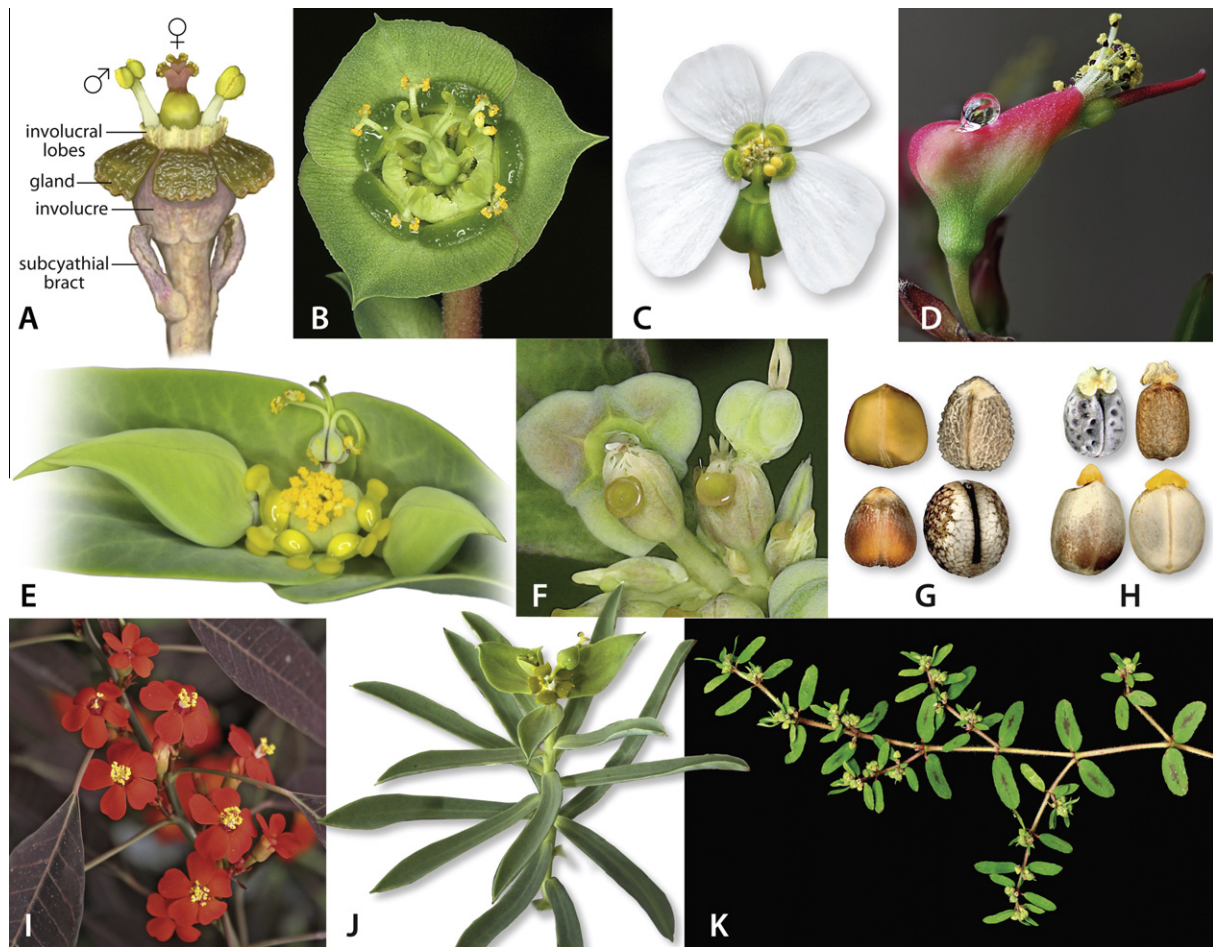 ♀
♂
involucral
lobes
gland
involucre
subcyathial
bract
A
B
C
D
E
F
G
H
I
J
K